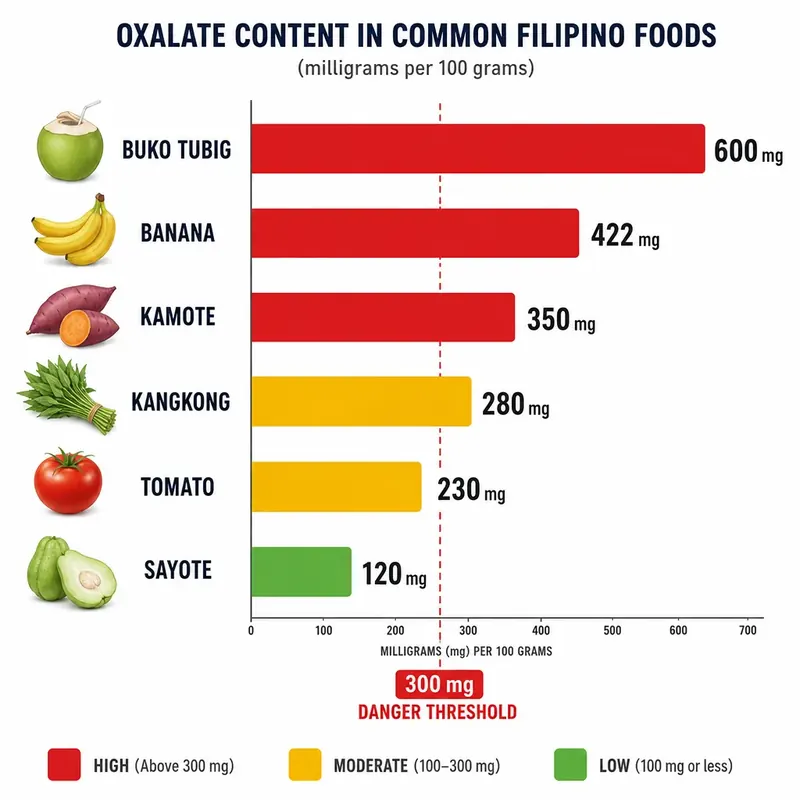 OXALATE CONTENT IN COMMON FILIPINO FOODS
(milligrams per 100 grams)
BUKO TUBIG 600 mg
BANANA 422 mg
KAMOTE 350 mg
KANGKONG 280 mg
TOMATO 230 mg
SAYOTE 120 mg
0 100 200 300 400 500 600 700
MILLIGRAMS (mg) PER 100 GRAMS
300 mg
DANGER THRESHOLD
HIGH (Above 300 mg) MODERATE (100–300 mg) LOW (100 mg or less)